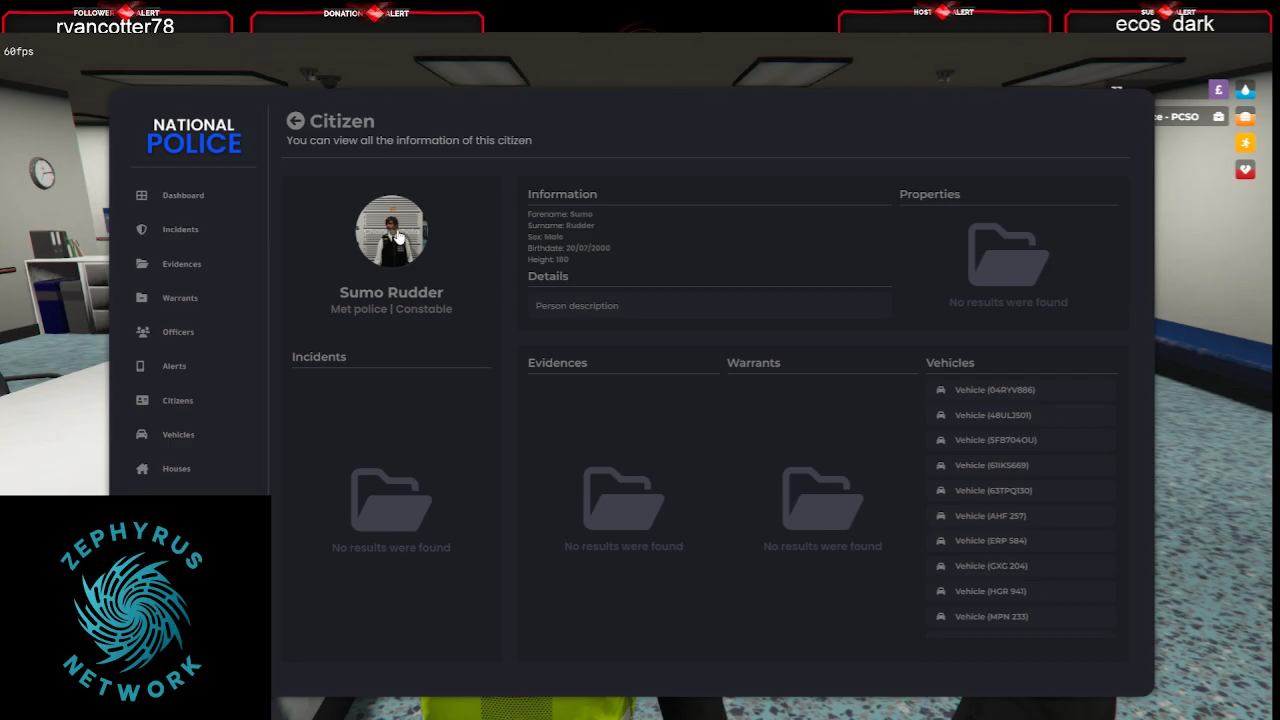 FOLLOWER ALERT
rvancotter78
DONATION ALERT
HOST ALERT
SUB ALERT
ecos dark
60fps
£
- PCSO
NATIONAL
POLICE
Dashboard
Incidents
Evidences
Warrants
Officers
Alerts
Citizens
Vehicles
Houses
Citizen
You can view all the information of this citizen
Sumo Rudder
Met police | Constable
Incidents
No results were found
Information
Forename: Sumo
Surname: Rudder
Sex: Male
Birthdate: 20/07/2000
Height: 180
Details
Person description
Properties
No results were found
Evidences
No results were found
Warrants
No results were found
Vehicles
Vehicle (04RYV886)
Vehicle (48ULJ501)
Vehicle (5FB704OU)
Vehicle (61IKS669)
Vehicle (63TPQ130)
Vehicle (AHF 257)
Vehicle (ERP 584)
Vehicle (GXG 204)
Vehicle (HGR 941)
Vehicle (MPN 233)
ZEPHYRUS
NETWORK